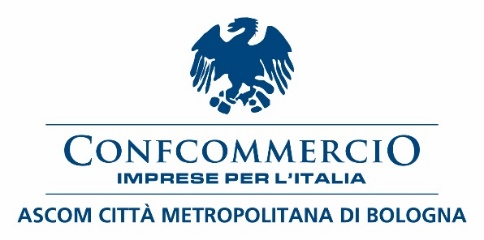 CONFCOMMERCIO
IMPRESE PER L'ITALIA
ASCOM CITTÀ METROPOLITANA DI BOLOGNA